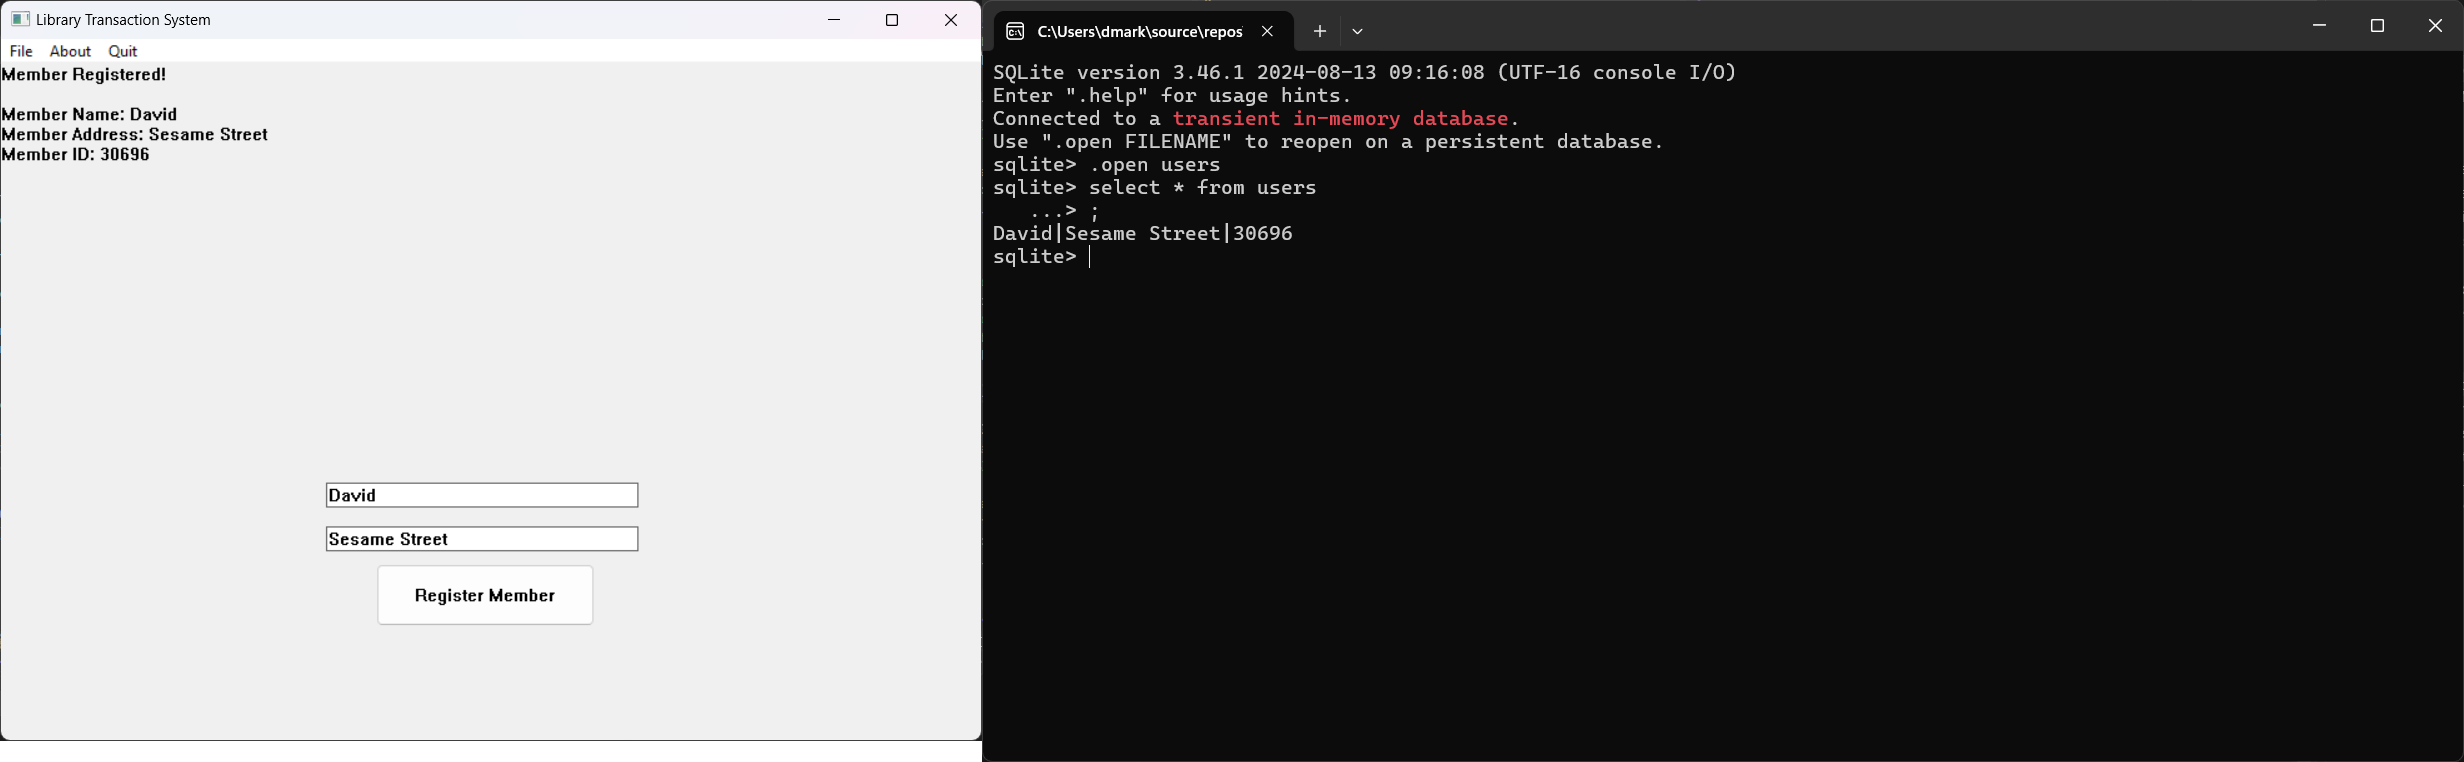 Library Transaction System
File About Quit
Member Registered!
Member Name: David
Member Address: Sesame Street
Member ID: 30696
David
Sesame Street
Register Member
C:\Users\dmark\source\repos
SQLite version 3.46.1 2024-08-13 09:16:08 (UTF-16 console I/O)
Enter ".help" for usage hints.
Connected to a transient in-memory database.
Use ".open FILENAME" to reopen on a persistent database.
sqlite> .open users
sqlite> select * from users
   ...> ;
David|Sesame Street|30696
sqlite>